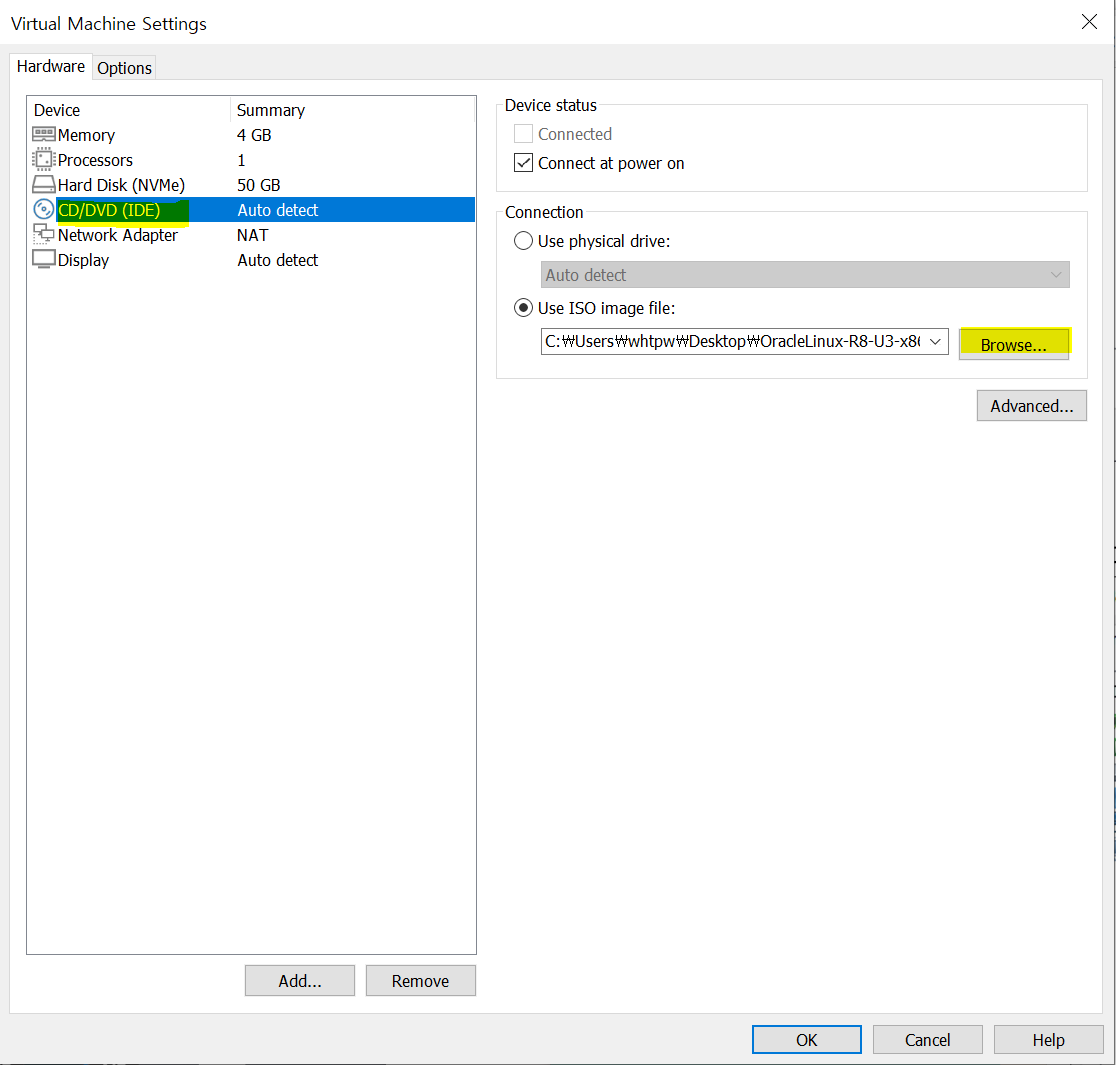 Virtual Machine Settings
Hardware Options
Device Summary
Memory 4 GB
Processors 1
Hard Disk (NVMe) 50 GB
CD/DVD (IDE) Auto detect
Network Adapter NAT
Display Auto detect
Add... Remove
Device status
Connected
Connect at power on
Connection
Use physical drive:
Auto detect
Use ISO image file:
C:₩Users₩whtpw₩Desktop₩OracleLinux-R8-U3-x86 Browse...
Advanced...
OK Cancel Help